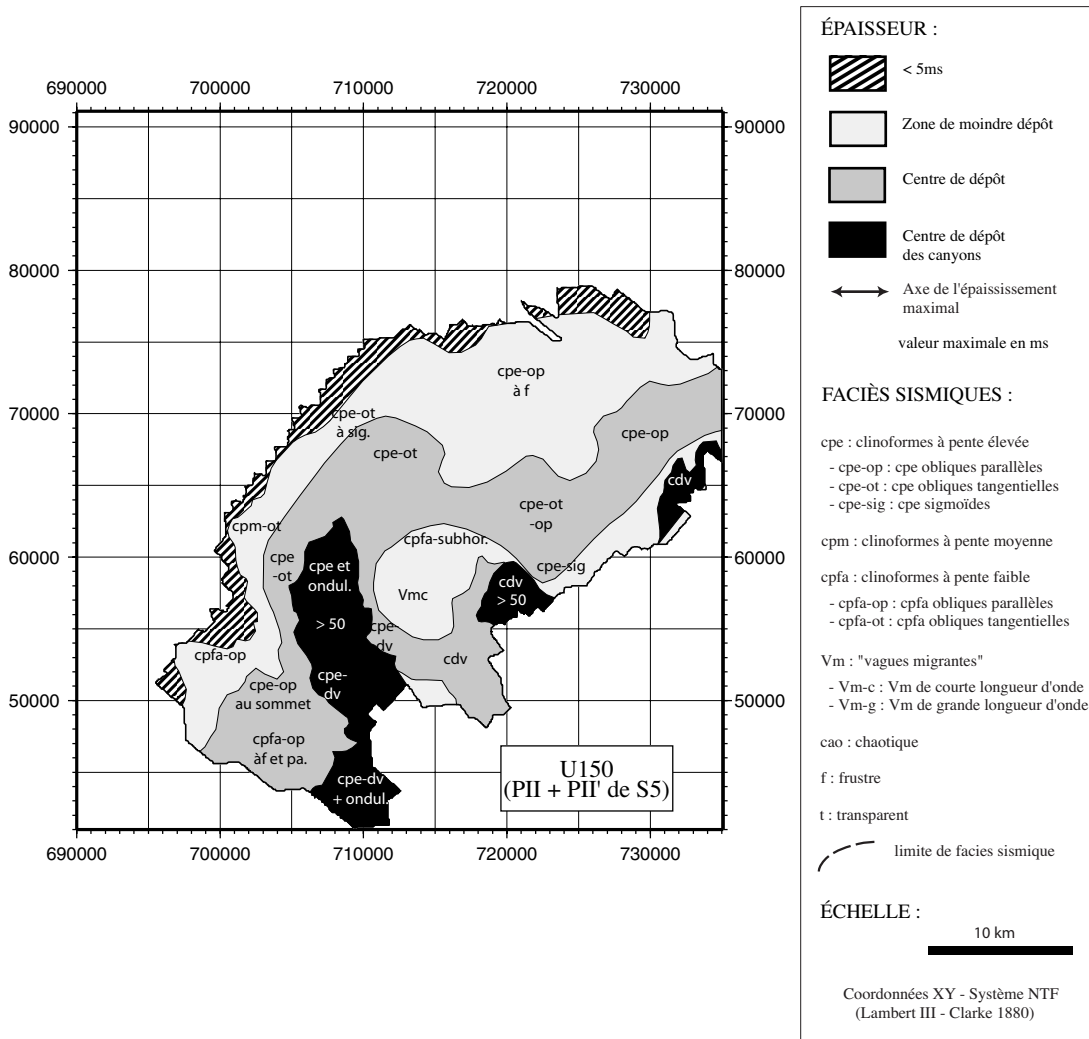 690000 700000 710000 720000 730000
90000 90000
80000 80000
70000 70000
60000 60000
50000 50000
690000 700000 710000 720000 730000
cpe-op
à f
cpe-ot
à sig.
cpe-ot
cpe-op
cdv
cpe-ot
-op
cpm-ot
cpfa-subhor.
cpe
-ot
cpe et
ondul.
cpe-sig
cdv
> 50
Vmc
> 50
cpe-
dv
cpfa-op
cdv
cpe-
dv
cpe-op
au sommet
cpfa-op
àf et pa.
cpe-dv
+ ondul.
U150
(PII + PII' de S5)
ÉPAISSEUR :
< 5ms
Zone de moindre dépôt
Centre de dépôt
Centre de dépôt
des canyons
Axe de l'épaississement
maximal
valeur maximale en ms
FACIÈS SISMIQUES :
cpe : clinoformes à pente élevée
- cpe-op : cpe obliques parallèles
- cpe-ot : cpe obliques tangentielles
- cpe-sig : cpe sigmoïdes
cpm : clinoformes à pente moyenne
cpfa : clinoformes à pente faible
- cpfa-op : cpfa obliques parallèles
- cpfa-ot : cpfa obliques tangentielles
Vm : "vagues migrantes"
- Vm-c : Vm de courte longueur d'onde
- Vm-g : Vm de grande longueur d'onde
cao : chaotique
f : frustre
t : transparent
limite de facies sismique
ÉCHELLE :
10 km
Coordonnées XY - Système NTF
(Lambert III - Clarke 1880)